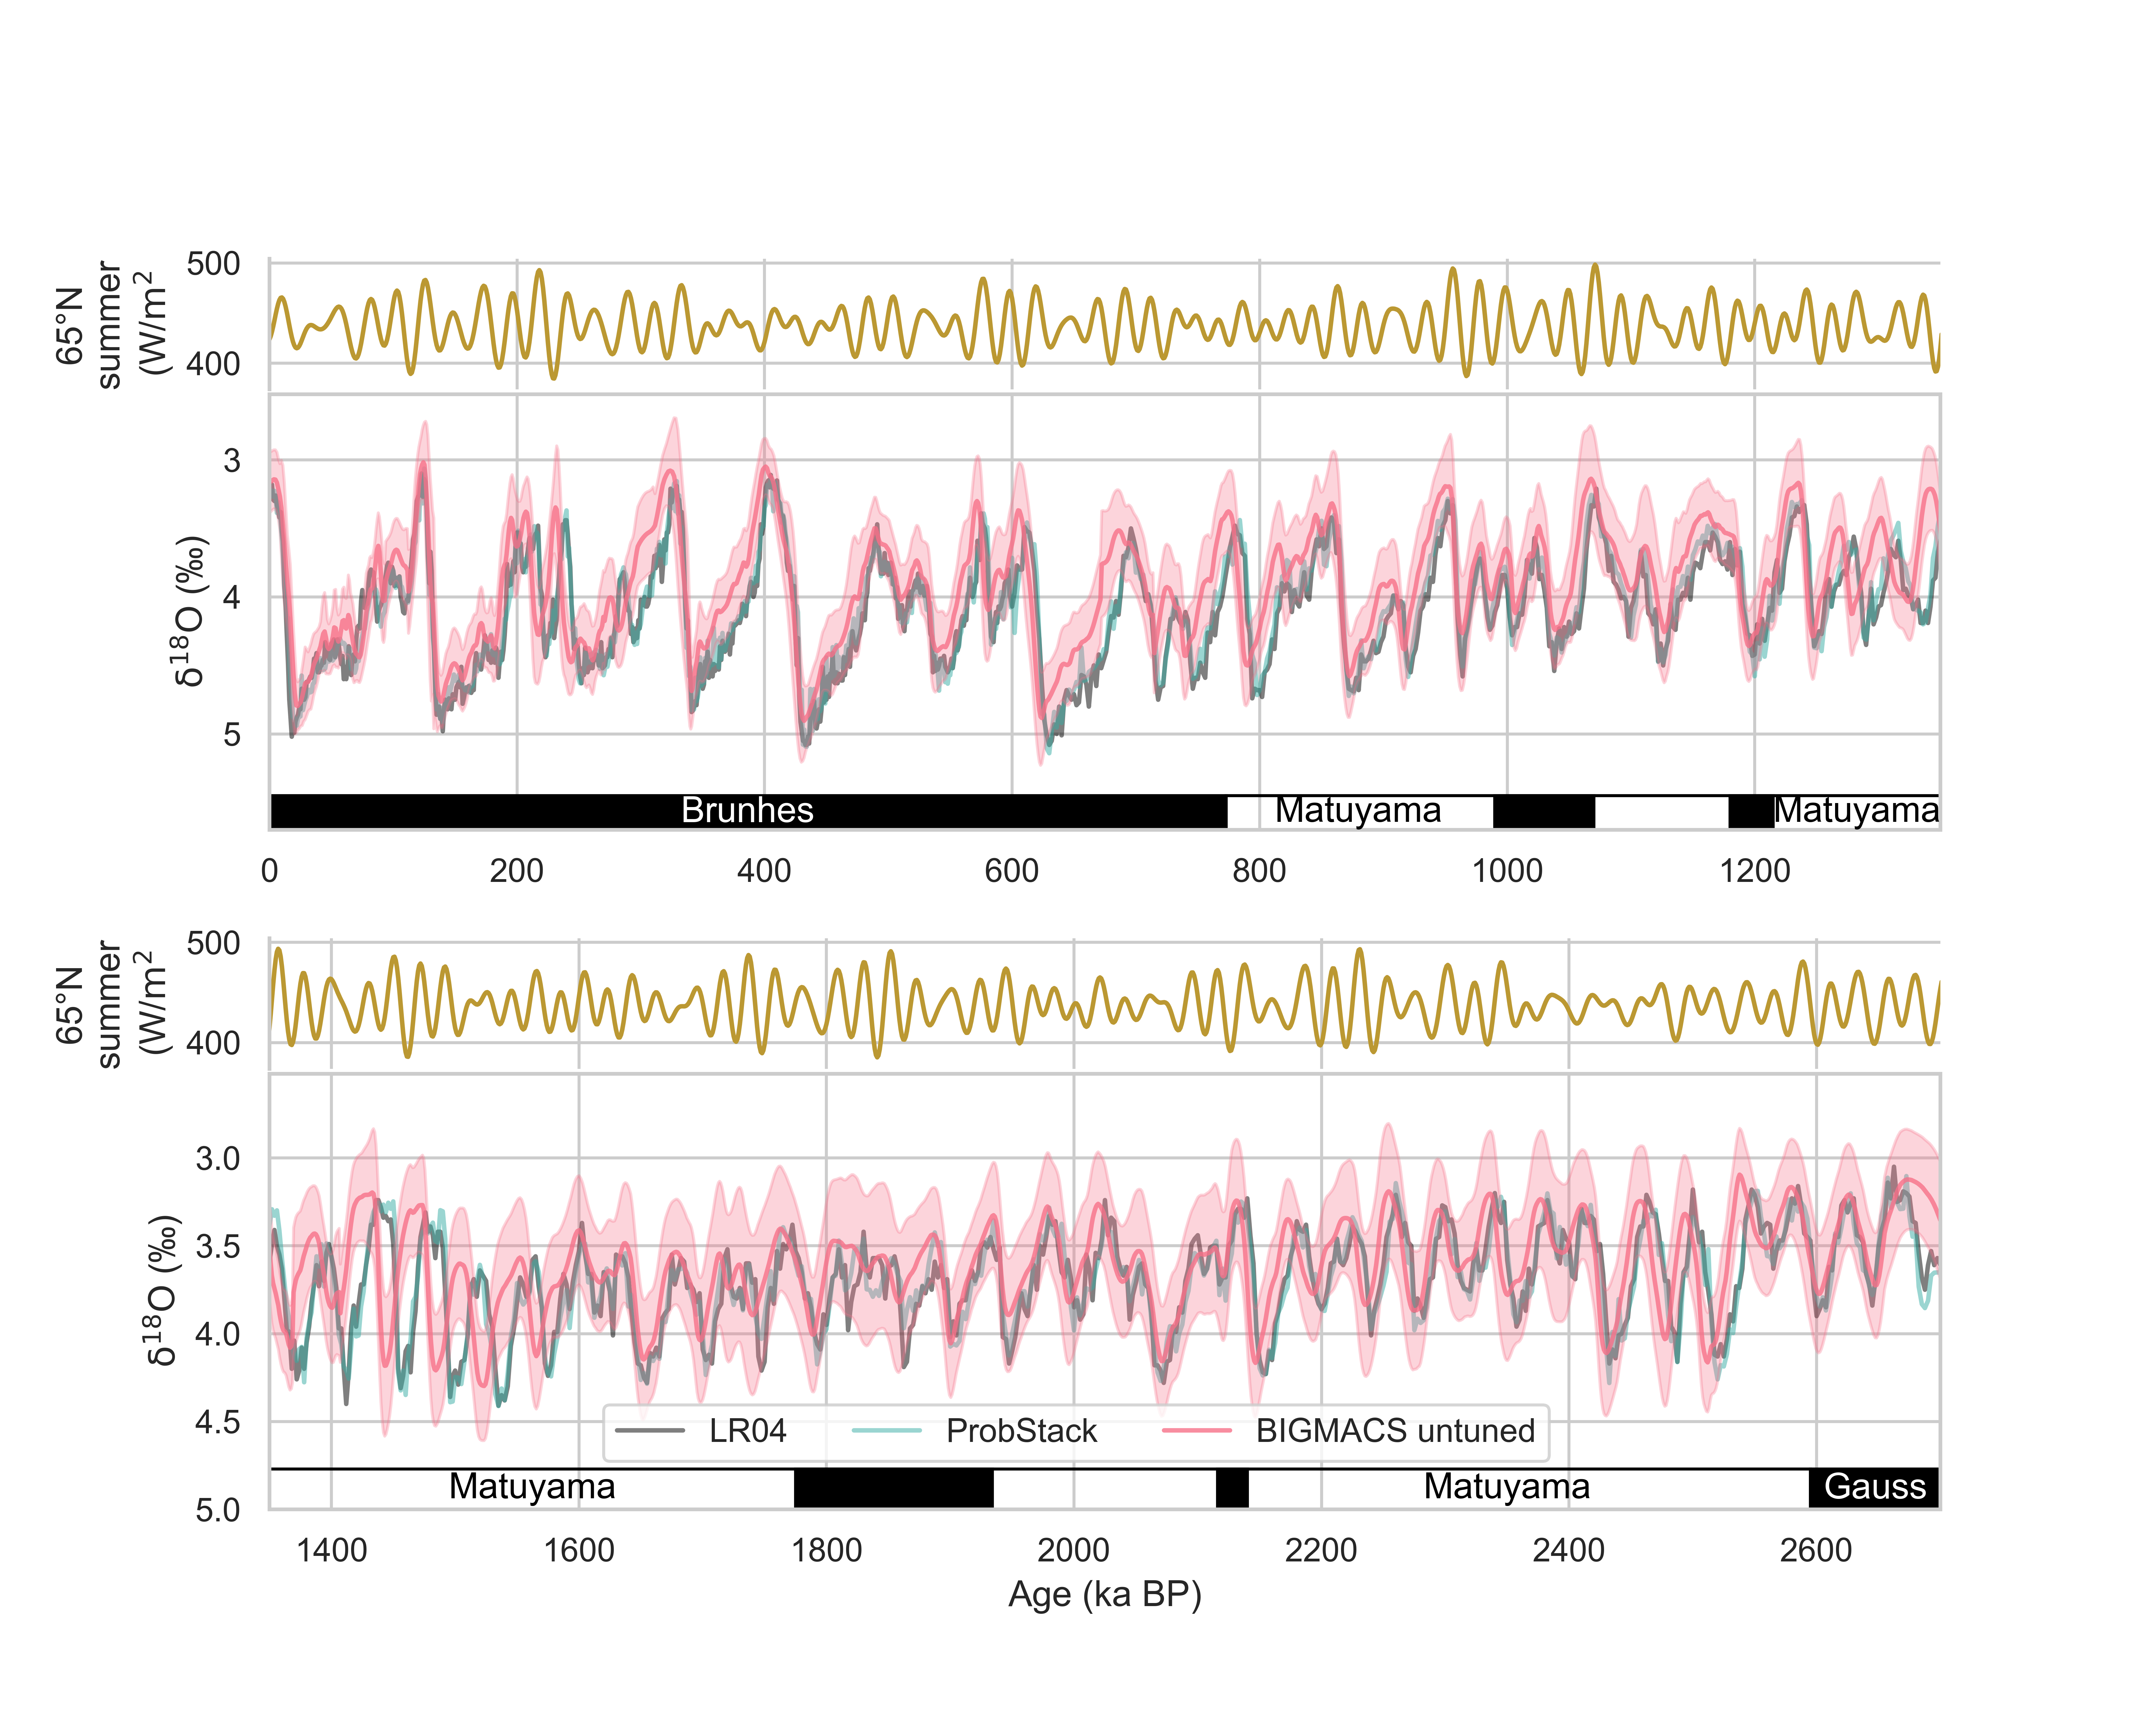 65°N
summer
(W/m²
500
400
δ¹⁸O (‰)
3
4
5
Brunhes
Matuyama
Matuyama
0
200
400
600
800
1000
1200
65°N
summer
(W/m²
500
400
δ¹⁸O (‰)
3.0
3.5
4.0
4.5
5.0
LR04
ProbStack
BIGMACS untuned
Matuyama
Matuyama
Gauss
1400
1600
1800
2000
2200
2400
2600
Age (ka BP)